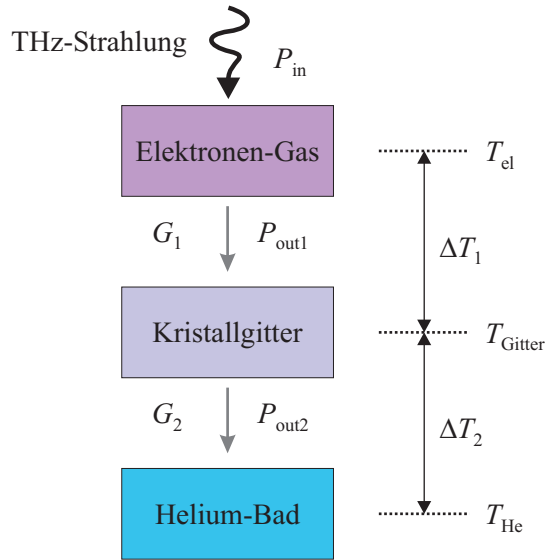 THz-Strahlung
P_in
Elektronen-Gas
T_el
G_1
P_out1
ΔT_1
Kristallgitter
T_Gitter
G_2
P_out2
ΔT_2
Helium-Bad
T_He